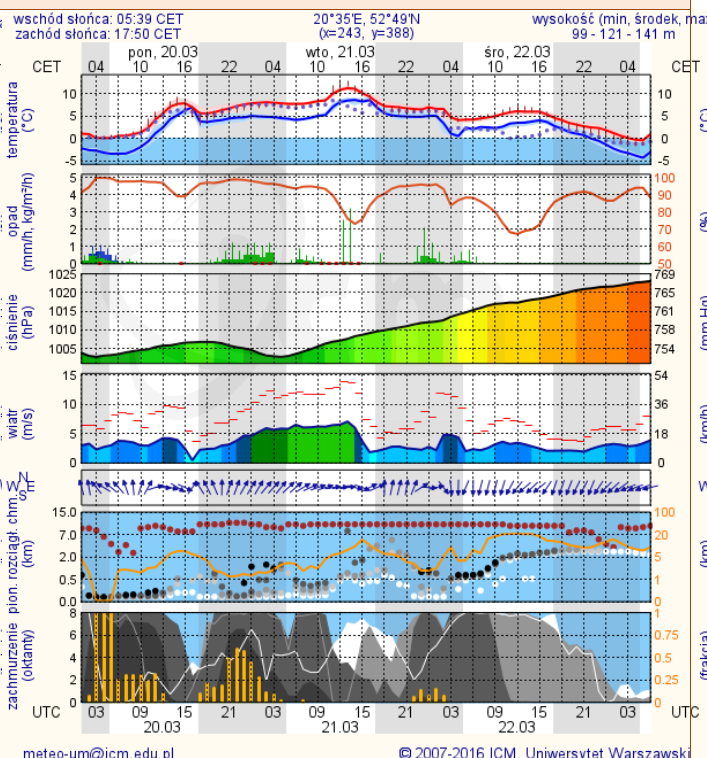 wschód słońca: 05:39 CET 20°35'E, 52°49'N wysokość (min, środek, max
zachód słońca: 17:50 CET (x=243, y=388) 99 - 121 - 141 m
pon, 20.03 wto, 21.03 śro, 22.03
CET 04 10 16 22 04 10 16 22 04 10 16 22 04 CET
temperatura
(°C)
10
5
0
-5
10
5
0
-5
(°C)
opad
(mm/h, kg/m²/h)
5
4
3
2
1
0
100
90
80
70
60
50
(%)
ciśnienie
(hPa)
1025
1020
1015
1010
1005
769
765
761
758
754
(mm Hg)
wiatr
(m/s)
15
10
5
0
54
36
18
0
(km/h)
N
W E
S
W
pion. rozciągł. chm.
(km)
15.0
7.0
2.0
0.5
0.0
100
20
5
1
0
(km)
zachmurzenie
(oktanty)
8
6
4
2
0
1
0.75
0.5
0.25
0
(frakcja)
UTC 03 09 15 21 03 09 15 21 03 09 15 21 03 UTC
20.03 21.03 22.03
meteo-um@icm.edu.pl © 2007-2016 ICM, Uniwersytet Warszawski